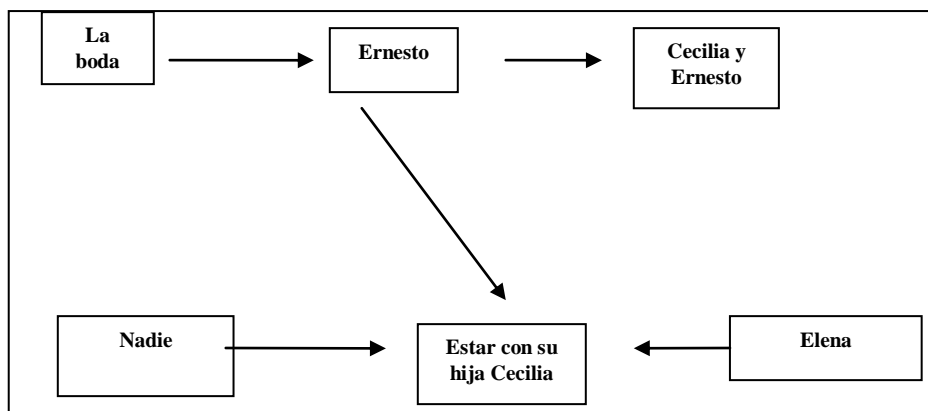 La
boda
Ernesto
Cecilia y
Ernesto
Nadie
Estar con su
hija Cecilia
Elena